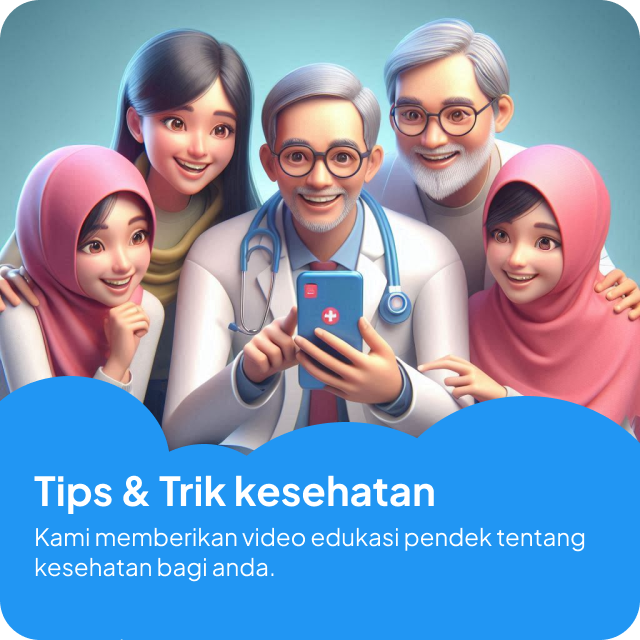 Tips & Trik kesehatan
Kami memberikan video edukasi pendek tentang
kesehatan bagi anda.